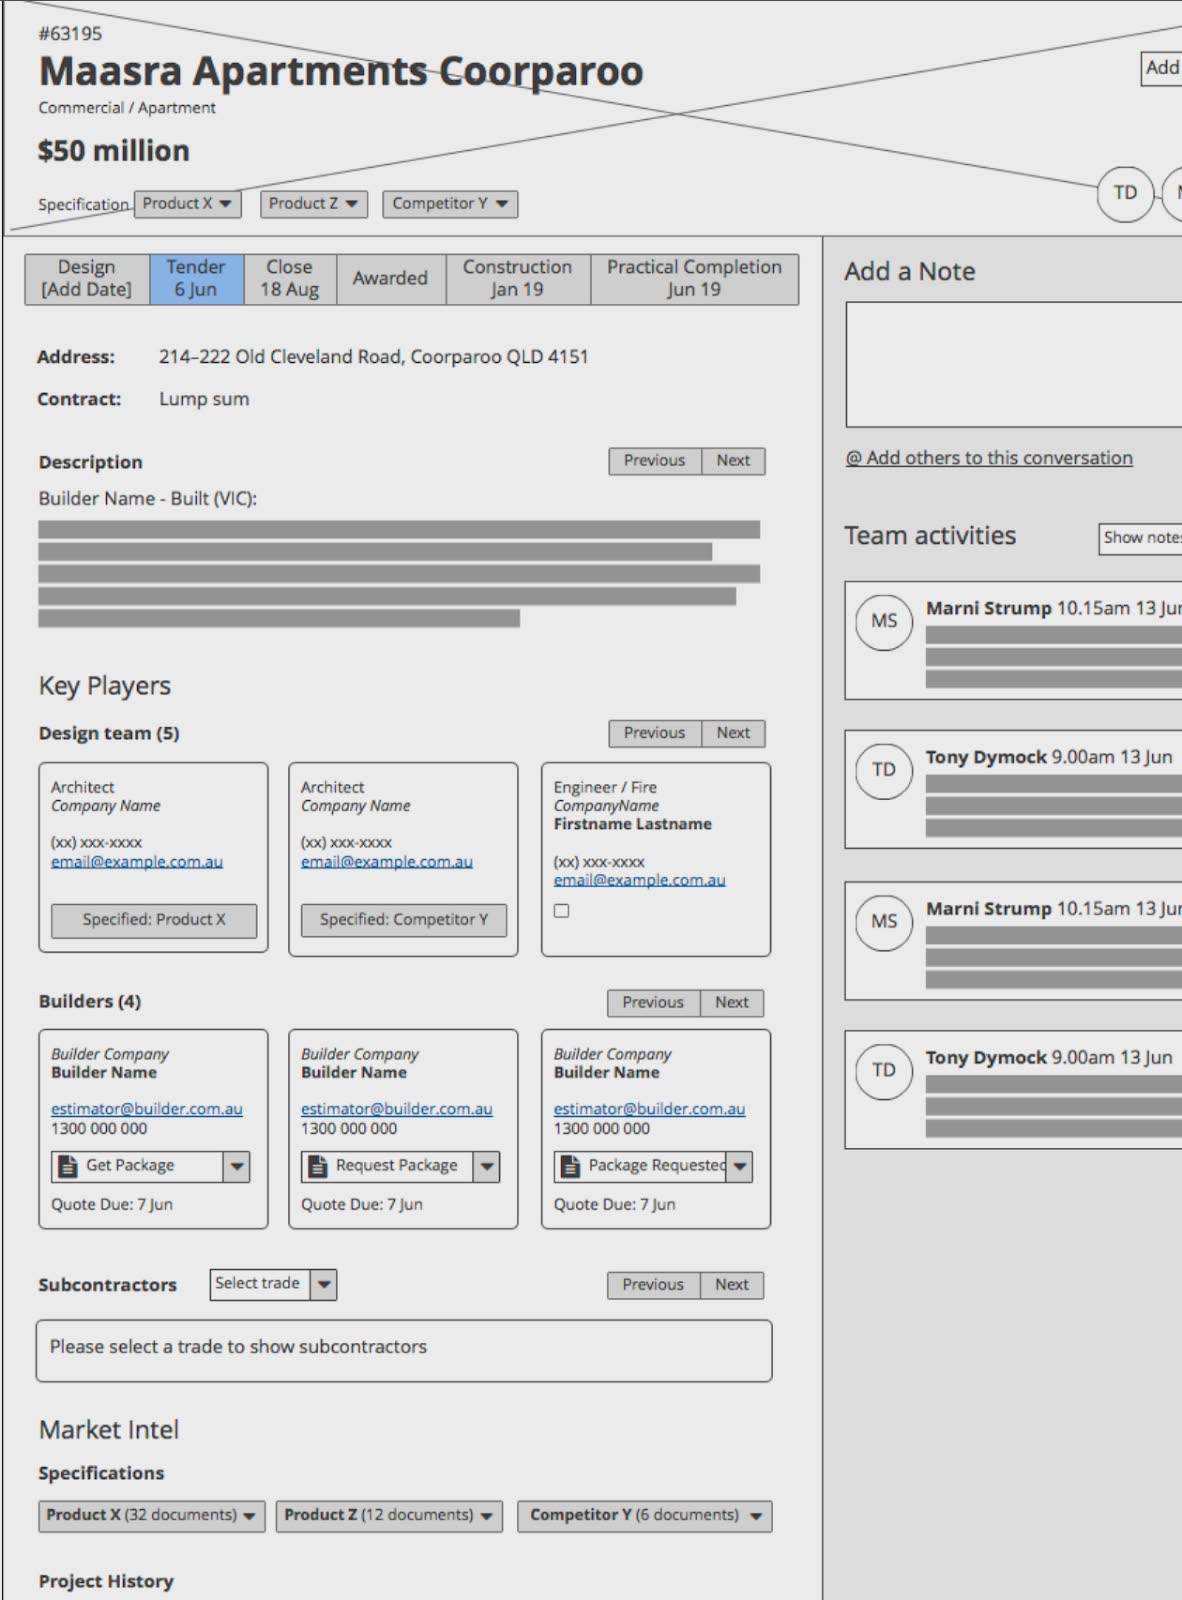 #63195
Maasra Apartments Coorparoo
Commercial / Apartment
$50 million
Specification
Product X
Product Z
Competitor Y
Add
TD
Design
[Add Date]
Tender
6 Jun
Close
18 Aug
Awarded
Construction
Jan 19
Practical Completion
Jun 19
Address:
214–222 Old Cleveland Road, Coorparoo QLD 4151
Contract:
Lump sum
Description
Previous
Next
Builder Name - Built (VIC):
Key Players
Design team (5)
Previous
Next
Architect
Company Name
(xx) xxx-xxxx
email@example.com.au
Specified: Product X
Architect
Company Name
(xx) xxx-xxxx
email@example.com.au
Specified: Competitor Y
Engineer / Fire
CompanyName
Firstname Lastname
(xx) xxx-xxxx
email@example.com.au
Builders (4)
Previous
Next
Builder Company
Builder Name
estimator@builder.com.au
1300 000 000
Get Package
Quote Due: 7 Jun
Builder Company
Builder Name
estimator@builder.com.au
1300 000 000
Request Package
Quote Due: 7 Jun
Builder Company
Builder Name
estimator@builder.com.au
1300 000 000
Package Requested
Quote Due: 7 Jun
Subcontractors
Select trade
Previous
Next
Please select a trade to show subcontractors
Market Intel
Specifications
Product X (32 documents)
Product Z (12 documents)
Competitor Y (6 documents)
Project History
Add a Note
@ Add others to this conversation
Team activities
Show notes
MS
Marni Strump 10.15am 13 Jun
TD
Tony Dymock 9.00am 13 Jun
MS
Marni Strump 10.15am 13 Jun
TD
Tony Dymock 9.00am 13 Jun